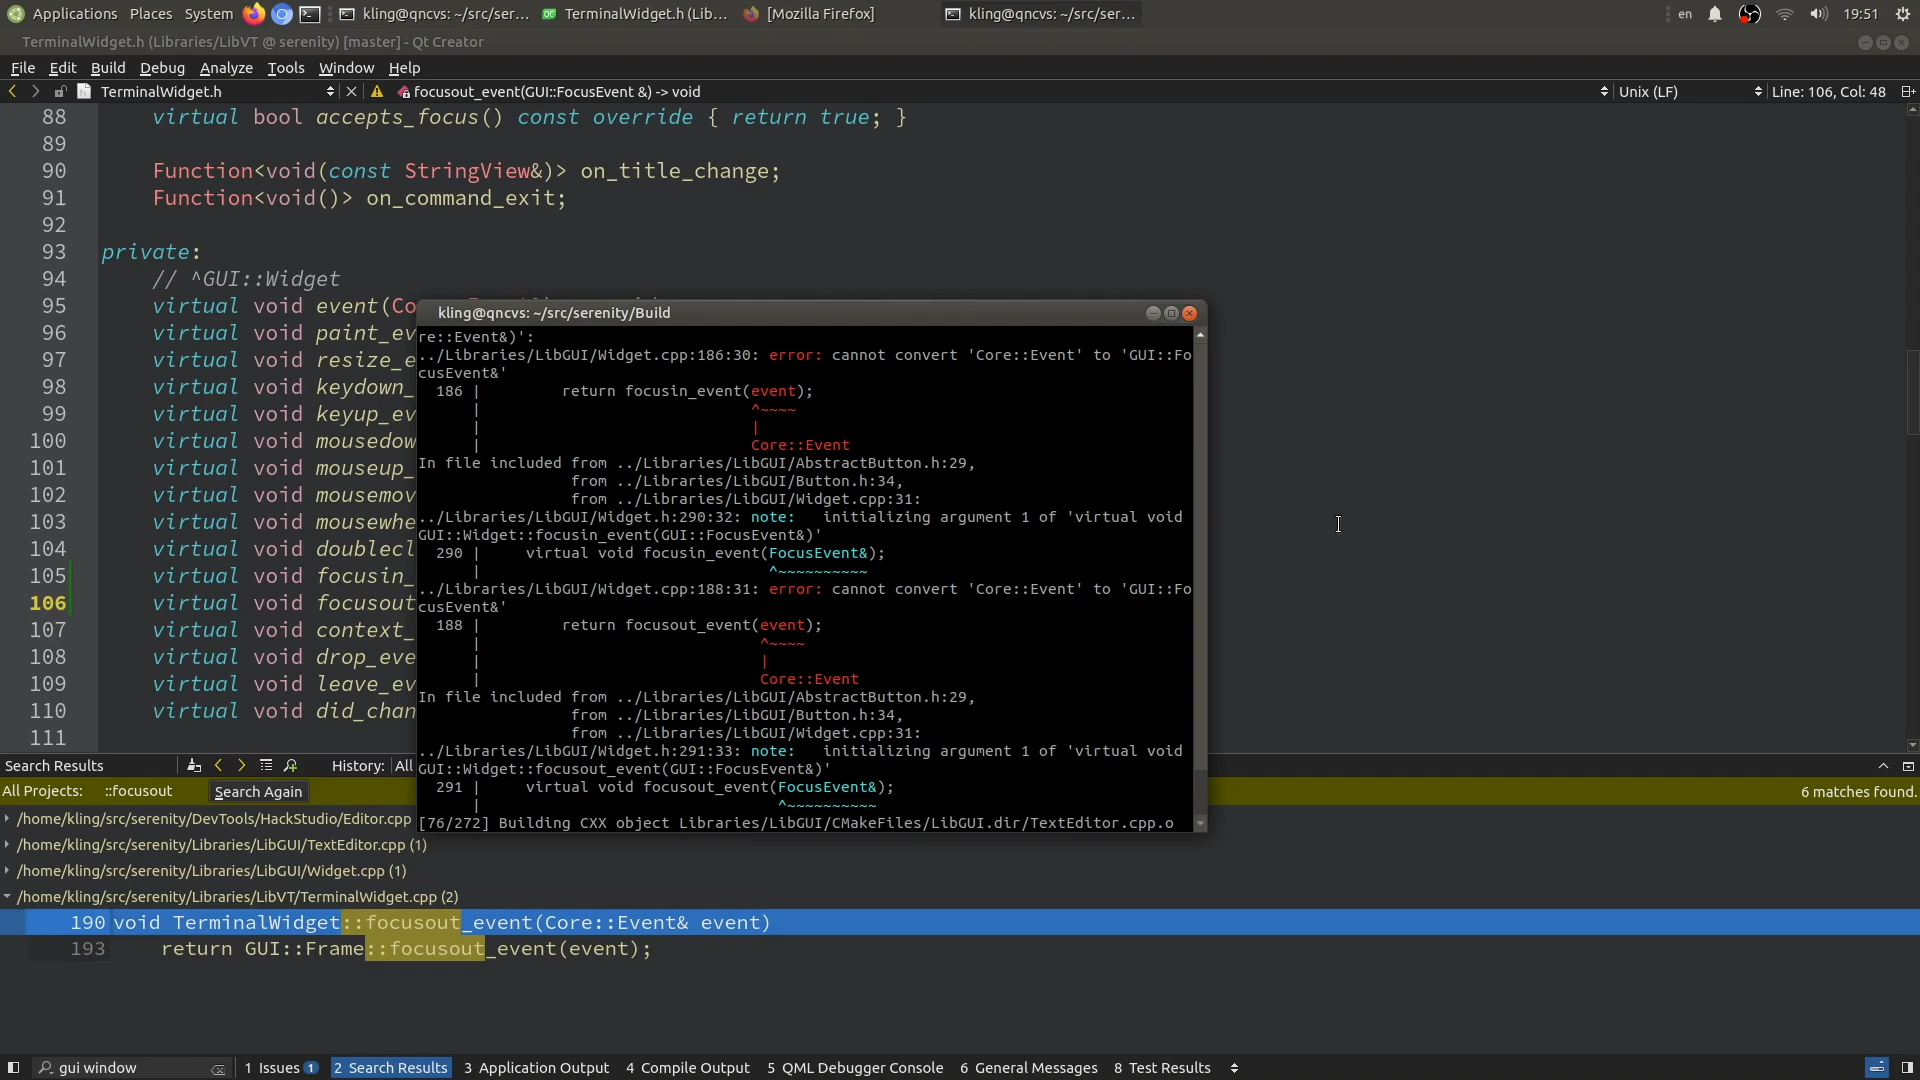 Applications Places System kling@qncvs: ~/src/ser... TerminalWidget.h (Lib... [Mozilla Firefox] kling@qncvs: ~/src/ser... en 19:51
TerminalWidget.h (Libraries/LibVT @ serenity) [master] - Qt Creator
File Edit Build Debug Analyze Tools Window Help
TerminalWidget.h focusout_event(GUI::FocusEvent &) -> void Unix (LF) Line: 106, Col: 48
88 virtual bool accepts_focus() const override { return true; }
89
90 Function<void(const StringView&)> on_title_change;
91 Function<void()> on_command_exit;
92
93 private:
94 // ^GUI::Widget
95 virtual void event(Co
96 virtual void paint_ev
97 virtual void resize_e
98 virtual void keydown_
99 virtual void keyup_ev
100 virtual void mousedow
101 virtual void mouseup_
102 virtual void mousemov
103 virtual void mousewhe
104 virtual void doublecl
105 virtual void focusin_
106 virtual void focusout
107 virtual void context_
108 virtual void drop_eve
109 virtual void leave_ev
110 virtual void did_chan
111
kling@qncvs: ~/src/serenity/Build
re::Event&)':
../Libraries/LibGUI/Widget.cpp:186:30: error: cannot convert 'Core::Event' to 'GUI::Fo
cusEvent&'
186 | return focusin_event(event);
| ^~~~~
| |
| Core::Event
In file included from ../Libraries/LibGUI/AbstractButton.h:29,
from ../Libraries/LibGUI/Button.h:34,
from ../Libraries/LibGUI/Widget.cpp:31:
../Libraries/LibGUI/Widget.h:290:32: note: initializing argument 1 of 'virtual void
GUI::Widget::focusin_event(GUI::FocusEvent&)'
290 | virtual void focusin_event(FocusEvent&);
| ^~~~~~~~~~~
../Libraries/LibGUI/Widget.cpp:188:31: error: cannot convert 'Core::Event' to 'GUI::Fo
cusEvent&'
188 | return focusout_event(event);
| ^~~~~
| |
| Core::Event
In file included from ../Libraries/LibGUI/AbstractButton.h:29,
from ../Libraries/LibGUI/Button.h:34,
from ../Libraries/LibGUI/Widget.cpp:31:
../Libraries/LibGUI/Widget.h:291:33: note: initializing argument 1 of 'virtual void
GUI::Widget::focusout_event(GUI::FocusEvent&)'
291 | virtual void focusout_event(FocusEvent&);
| ^~~~~~~~~~~
[76/272] Building CXX object Libraries/LibGUI/CMakeFiles/LibGUI.dir/TextEditor.cpp.o
Search Results History: All
All Projects: ::focusout Search Again 6 matches found.
/home/kling/src/serenity/DevTools/HackStudio/Editor.cpp
/home/kling/src/serenity/Libraries/LibGUI/TextEditor.cpp (1)
/home/kling/src/serenity/Libraries/LibGUI/Widget.cpp (1)
/home/kling/src/serenity/Libraries/LibVT/TerminalWidget.cpp (2)
190 void TerminalWidget::focusout_event(Core::Event& event)
193 return GUI::Frame::focusout_event(event);
gui window 1 Issues 1 2 Search Results 3 Application Output 4 Compile Output 5 QML Debugger Console 6 General Messages 8 Test Results